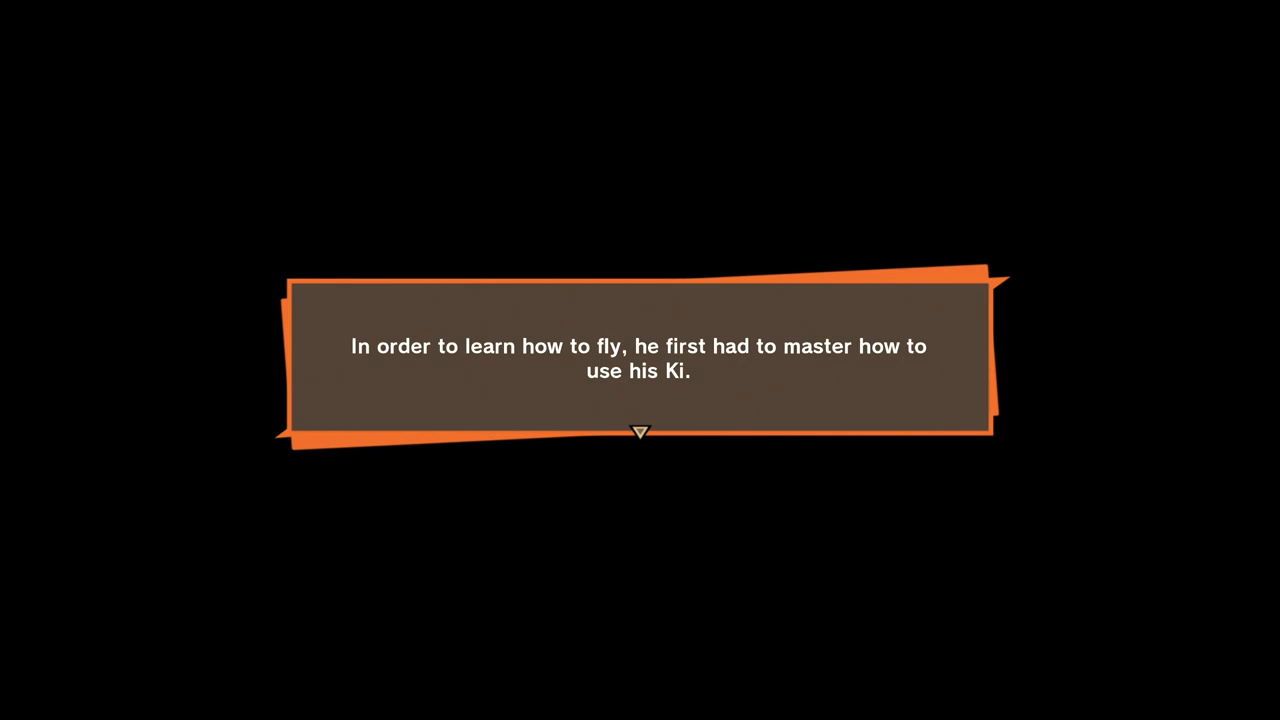 In order to learn how to fly, he first had to master how to
use his Ki.